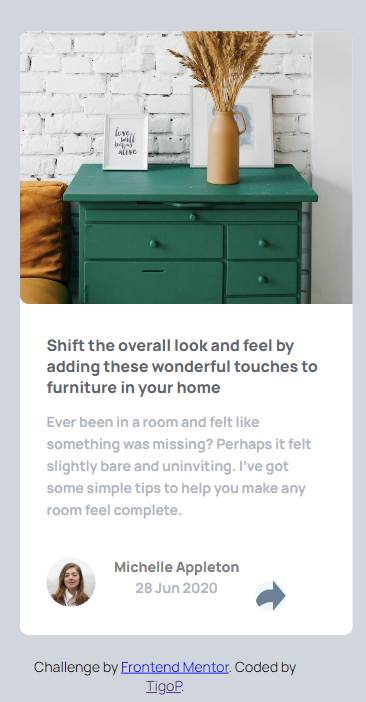 love
will
keep us
alive
Shift the overall look and feel by
adding these wonderful touches to
furniture in your home
Ever been in a room and felt like
something was missing? Perhaps it felt
slightly bare and uninviting. I've got
some simple tips to help you make any
room feel complete.
Michelle Appleton
28 Jun 2020
Challenge by Frontend Mentor. Coded by
TigoP.